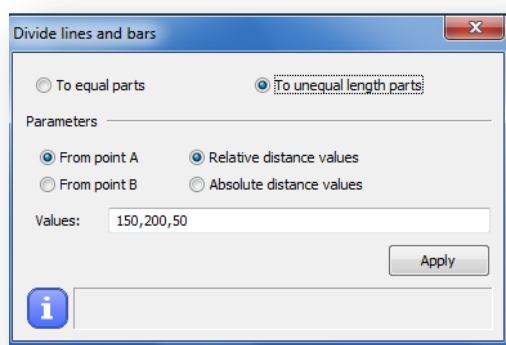 Divide lines and bars
To equal parts To unequal length parts
Parameters
From point A Relative distance values
From point B Absolute distance values
Values: 150,200,50
Apply